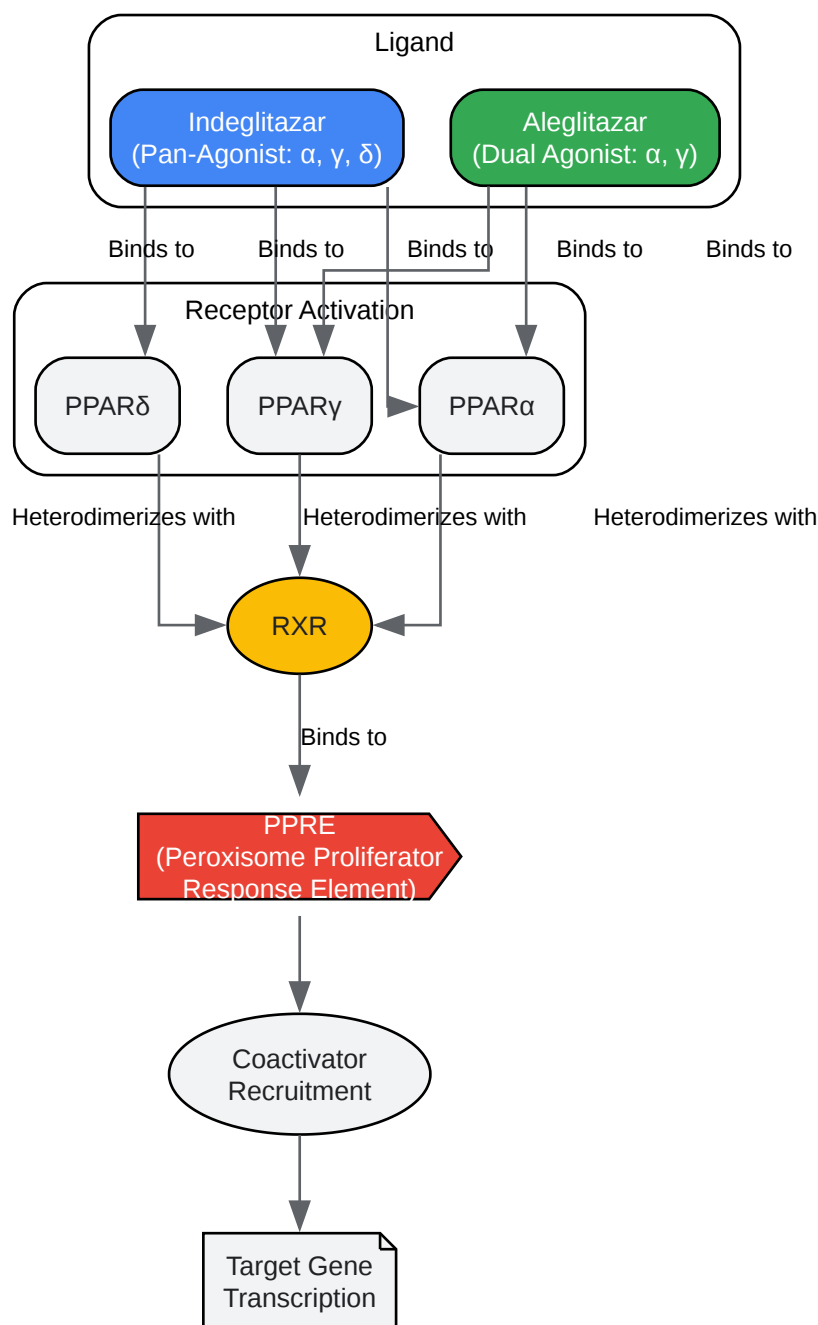 Ligand
Indeglitazar
(Pan-Agonist: α, γ, δ)
Aleglitazar
(Dual Agonist: α, γ)
Binds to
Binds to
Binds to
Binds to
Binds to
Receptor Activation
PPARδ
PPARγ
PPARα
Heterodimerizes with
Heterodimerizes with
Heterodimerizes with
RXR
Binds to
PPRE
(Peroxisome Proliferator
Response Element)
Coactivator
Recruitment
Target Gene
Transcription